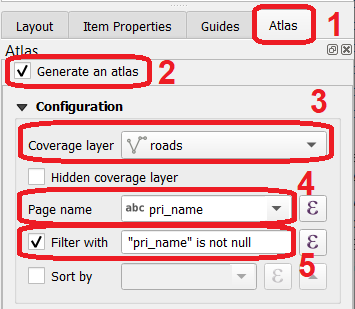 Layout Item Properties Guides Atlas 1
Atlas
Generate an atlas 2
Configuration 3
Coverage layer roads
Hidden coverage layer
4
Page name abc pri_name ε
Filter with "pri_name" is not null ε
Sort by ε 5